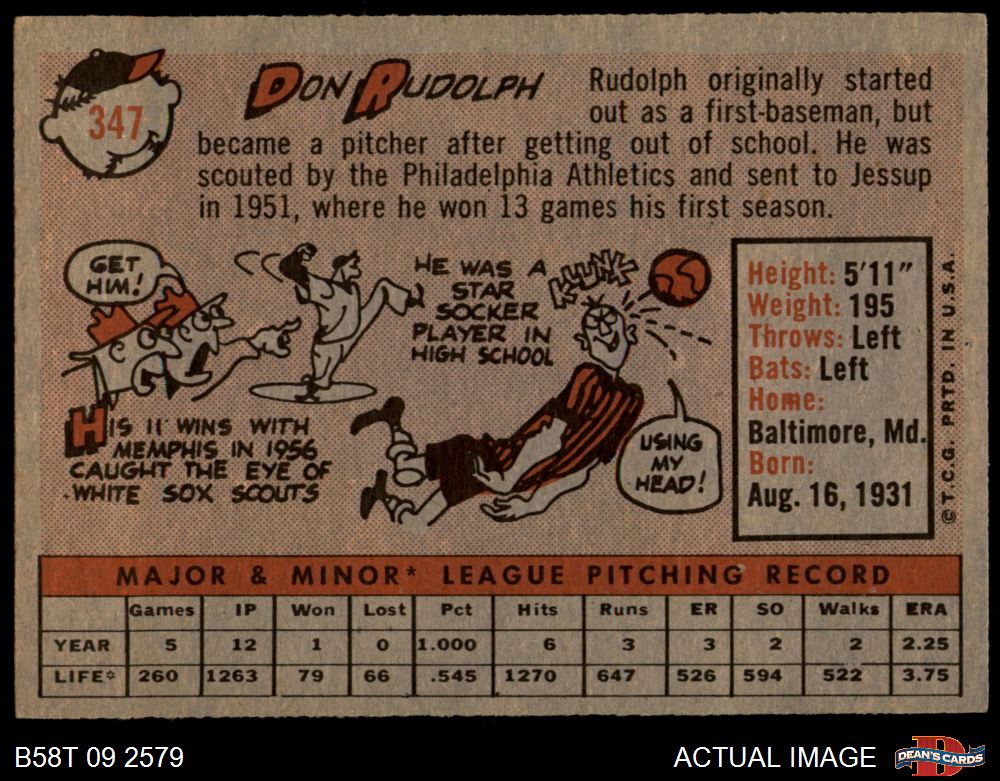 347
DON RUDOLPH
Rudolph originally started
out as a first-baseman, but
became a pitcher after getting out of school. He was
scouted by the Philadelphia Athletics and sent to Jessup
in 1951, where he won 13 games his first season.
GET
HIM!
HIS 11 WINS WITH
MEMPHIS IN 1956
CAUGHT THE EYE OF
WHITE SOX SCOUTS
HE WAS A
STAR
SOCKER
PLAYER IN
HIGH SCHOOL
KLUNK
USING
MY
HEAD!
Height: 5'11"
Weight: 195
Throws: Left
Bats: Left
Home:
Baltimore, Md.
Born:
Aug. 16, 1931
© T.C.G. PRTD. IN U.S.A.
MAJOR & MINOR* LEAGUE PITCHING RECORD
Games IP Won Lost Pct Hits Runs ER SO Walks ERA
YEAR 5 12 1 0 1.000 6 3 3 2 2 2.25
LIFE* 260 1263 79 66 .545 1270 647 526 594 522 3.75
B58T 09 2579
ACTUAL IMAGE
D
DEAN'S CARDS